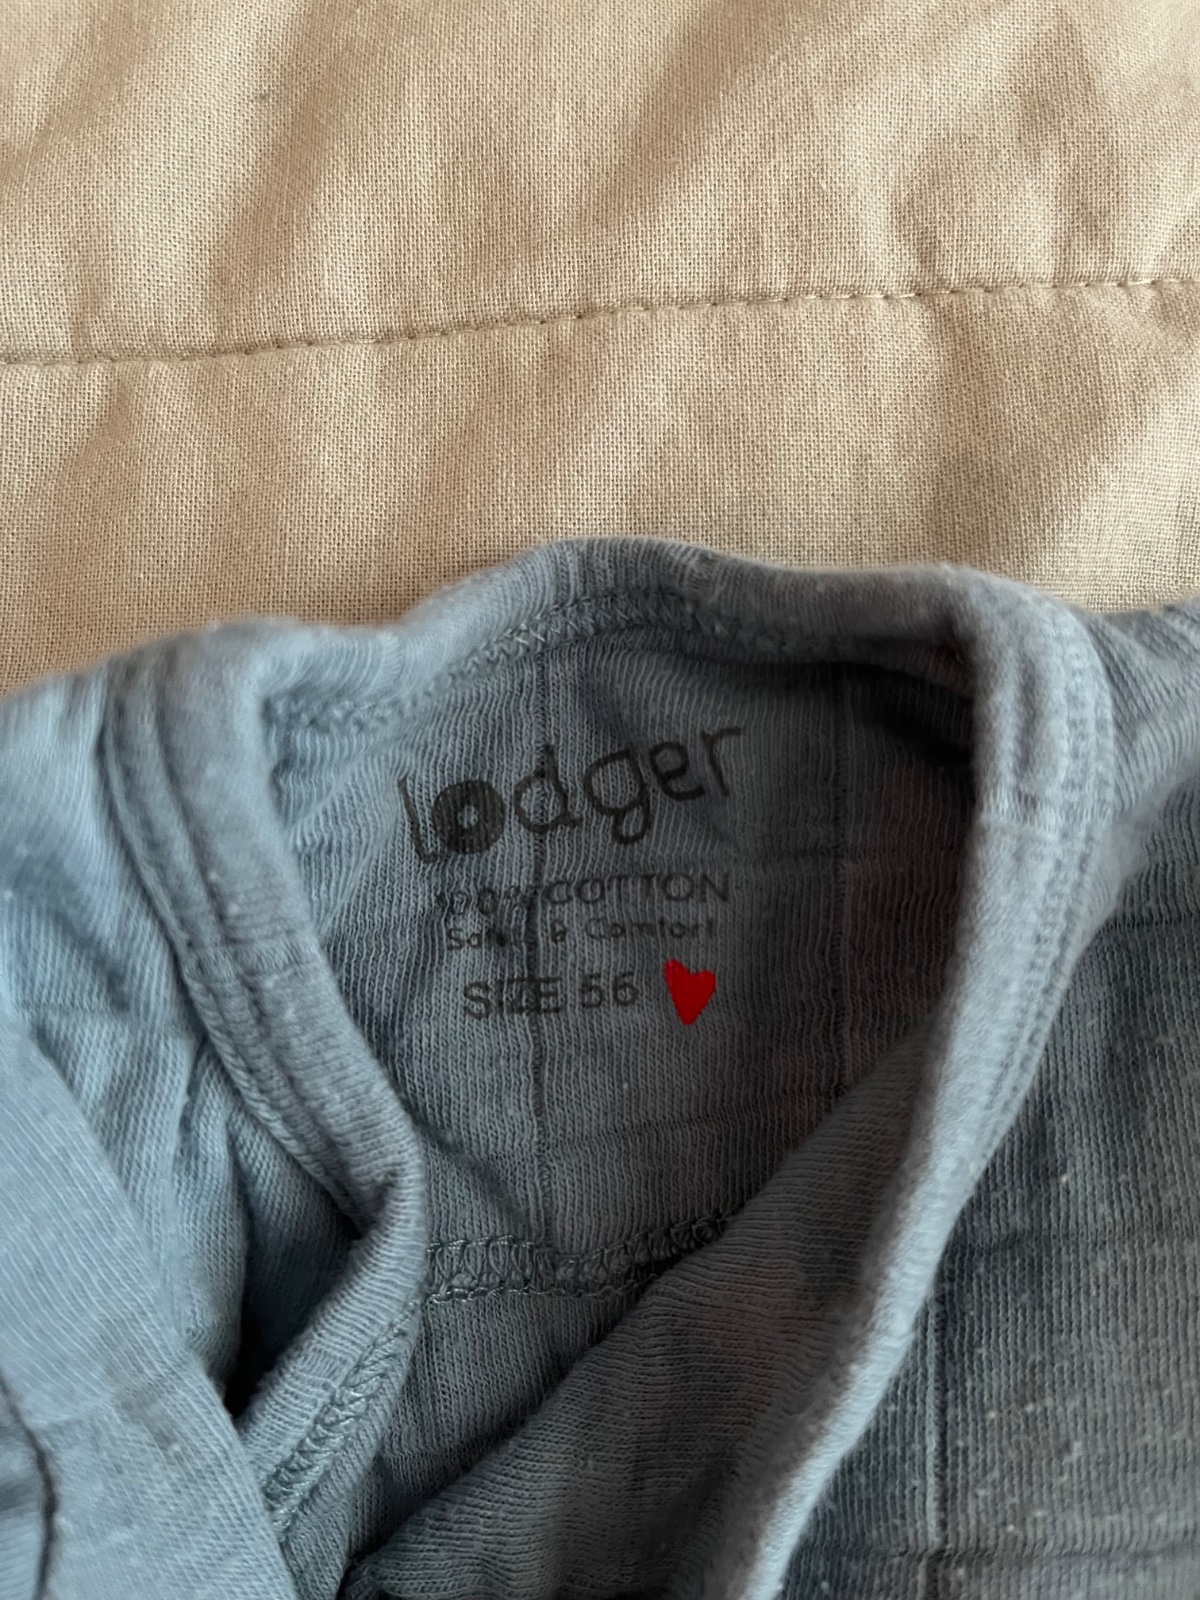 lodger
100% COTTON
Safety & Comfort
SIZE 56